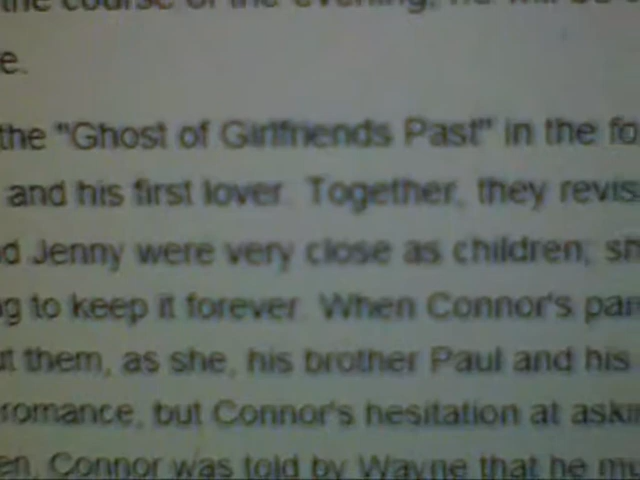 the course of the evening, he will be
e.
the "Ghost of Girlfriends Past" in the fo
and his first lover. Together, they revis
d Jenny were very close as children; sh
g to keep it forever. When Connor's par
ut them, as she, his brother Paul and his
romance, but Connor's hesitation at askin
en, Connor was told by Wayne that he mu